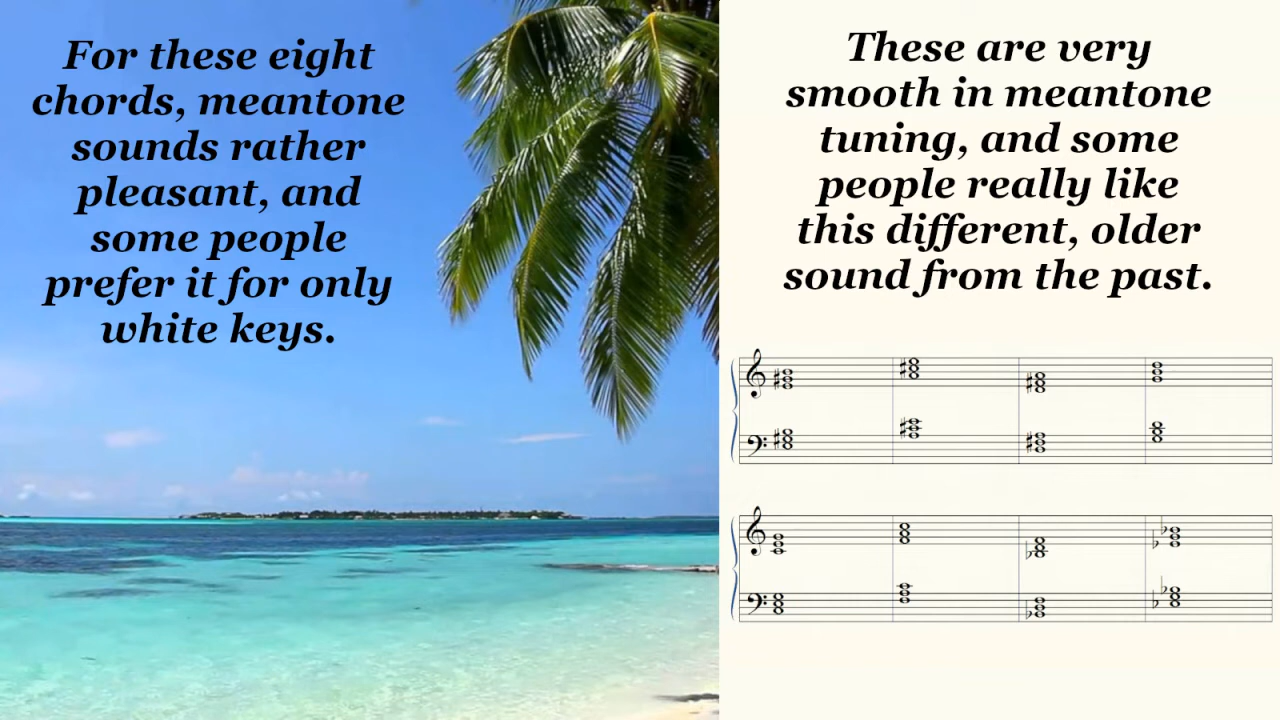 For these eight
chords, meantone
sounds rather
pleasant, and
some people
prefer it for only
white keys.
These are very
smooth in meantone
tuning, and some
people really like
this different, older
sound from the past.